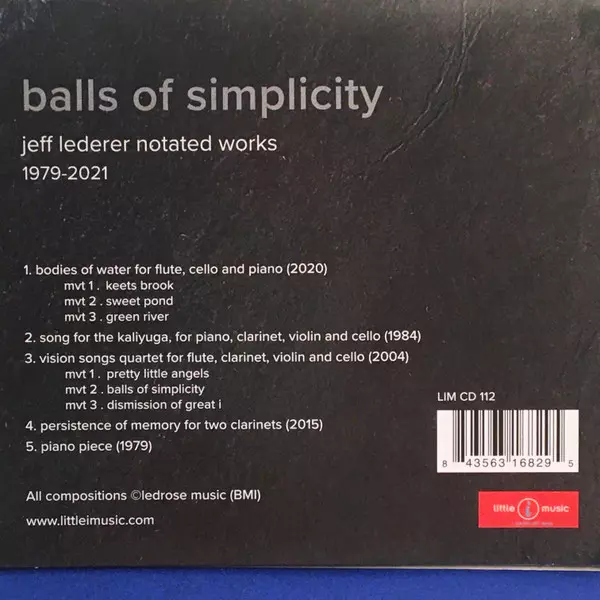 balls of simplicity
jeff lederer notated works
1979-2021
1. bodies of water for flute, cello and piano (2020)
mvt 1 . keets brook
mvt 2 . sweet pond
mvt 3 . green river
2. song for the kaliyuga, for piano, clarinet, violin and cello (1984)
3. vision songs quartet for flute, clarinet, violin and cello (2004)
mvt 1 . pretty little angels
mvt 2 . balls of simplicity
mvt 3 . dismission of great i
4. persistence of memory for two clarinets (2015)
5. piano piece (1979)
LIM CD 112
8 43563 16829 5
All compositions ©ledrose music (BMI)
www.littleimusic.com
little i music